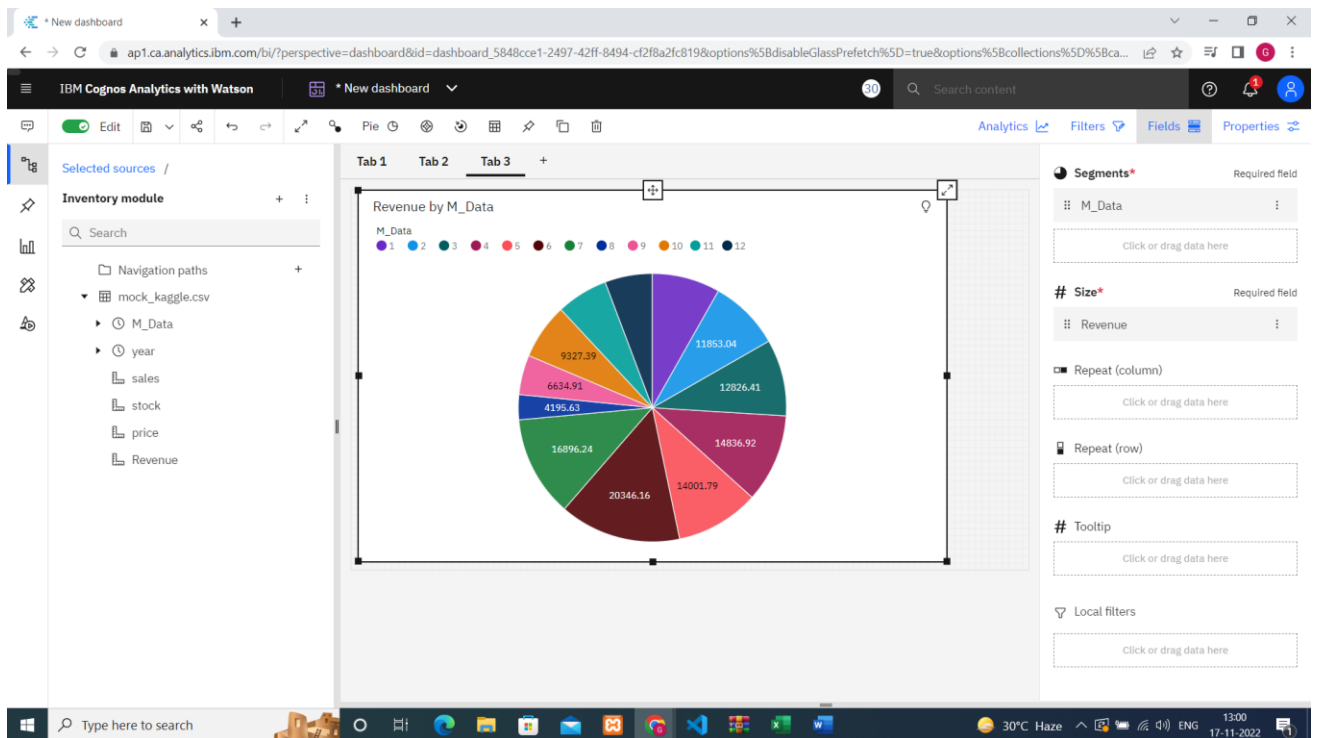 * New dashboard
ap1.ca.analytics.ibm.com/bi/?perspective=dashboard&id=dashboard_5848cce1-2497-42ff-8494-cf2f8a2fc819&options%5BdisableGlassPrefetch%5D=true&options%5Bcollections%5D%5Bca...
G
IBM Cognos Analytics with Watson
* New dashboard
30
Search content
1
Edit
Pie
Analytics
Filters
Fields
Properties
Selected sources /
Inventory module
Search
Navigation paths
mock_kaggle.csv
M_Data
year
sales
stock
price
Revenue
Tab 1
Tab 2
Tab 3
Revenue by M_Data
M_Data
1 2 3 4 5 6 7 8 9 10 11 12
11853.04
12826.41
14836.92
14001.79
20346.16
16896.24
4195.63
6634.91
9327.39
Segments* Required field
M_Data
Click or drag data here
# Size* Required field
Revenue
Repeat (column)
Click or drag data here
Repeat (row)
Click or drag data here
# Tooltip
Click or drag data here
Local filters
Click or drag data here
Type here to search
30°C Haze
ENG
13:00
17-11-2022
1